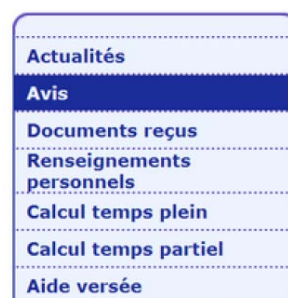 Actualités
Avis
Documents reçus
Renseignements
personnels
Calcul temps plein
Calcul temps partiel
Aide versée